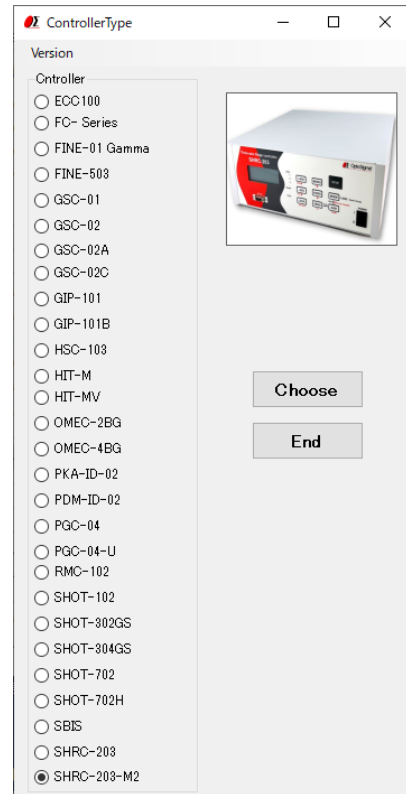 ControllerType
Version
Cntroller
ECC100
FC- Series
FINE-01 Gamma
FINE-503
GSC-01
GSC-02
GSC-02A
GSC-02C
GIP-101
GIP-101B
HSC-103
HIT-M
HIT-MV
OMEC-2BG
OMEC-4BG
PKA-ID-02
PDM-ID-02
PGC-04
PGC-04-U
RMC-102
SHOT-102
SHOT-302GS
SHOT-304GS
SHOT-702
SHOT-702H
SBIS
SHRC-203
SHRC-203-M2
OptoSigma
Choose
End